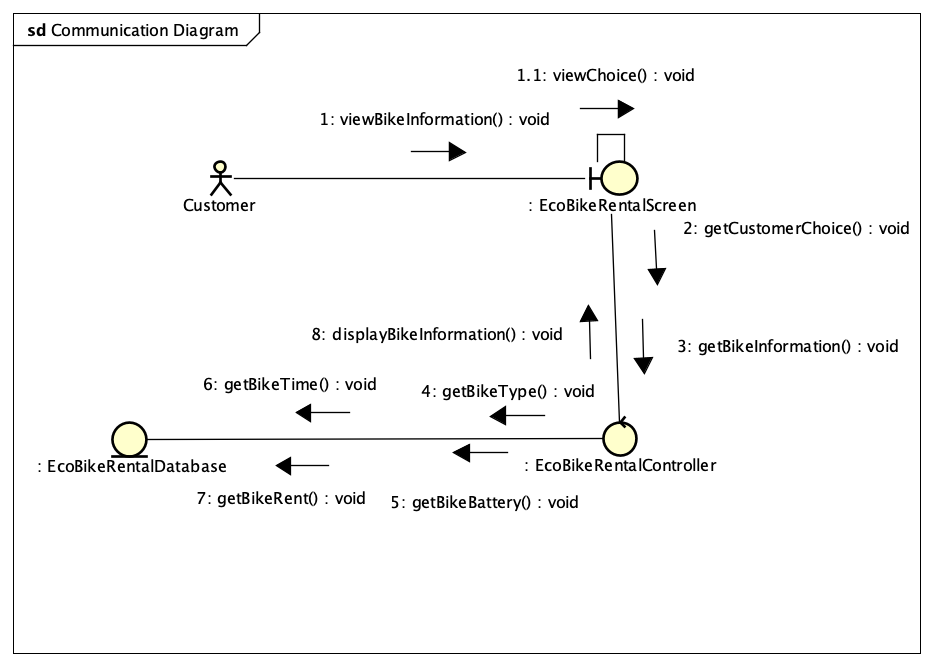 sd Communication Diagram
1.1: viewChoice() : void
1: viewBikeInformation() : void
Customer
: EcoBikeRentalScreen
2: getCustomerChoice() : void
8: displayBikeInformation() : void
3: getBikeInformation() : void
6: getBikeTime() : void
4: getBikeType() : void
: EcoBikeRentalDatabase
: EcoBikeRentalController
7: getBikeRent() : void
5: getBikeBattery() : void